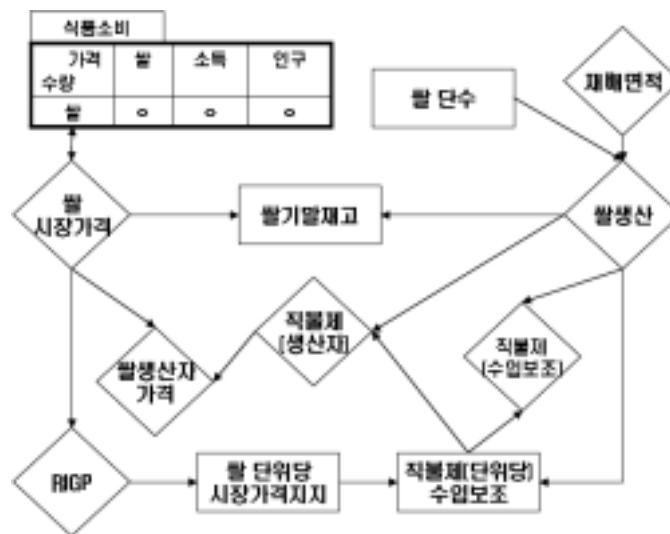 식품소비
가격 쌀 소득 인구
수량
쌀 ㅇ ㅇ ㅇ
쌀 단수
재배면적
쌀
시장가격
쌀기말재고
쌀생산
직불제
[생산자]
직불제
[수입보조]
쌀생산자
가격
RIGP
쌀 단위당
시장가격지지
직불제[단위당]
수입보조